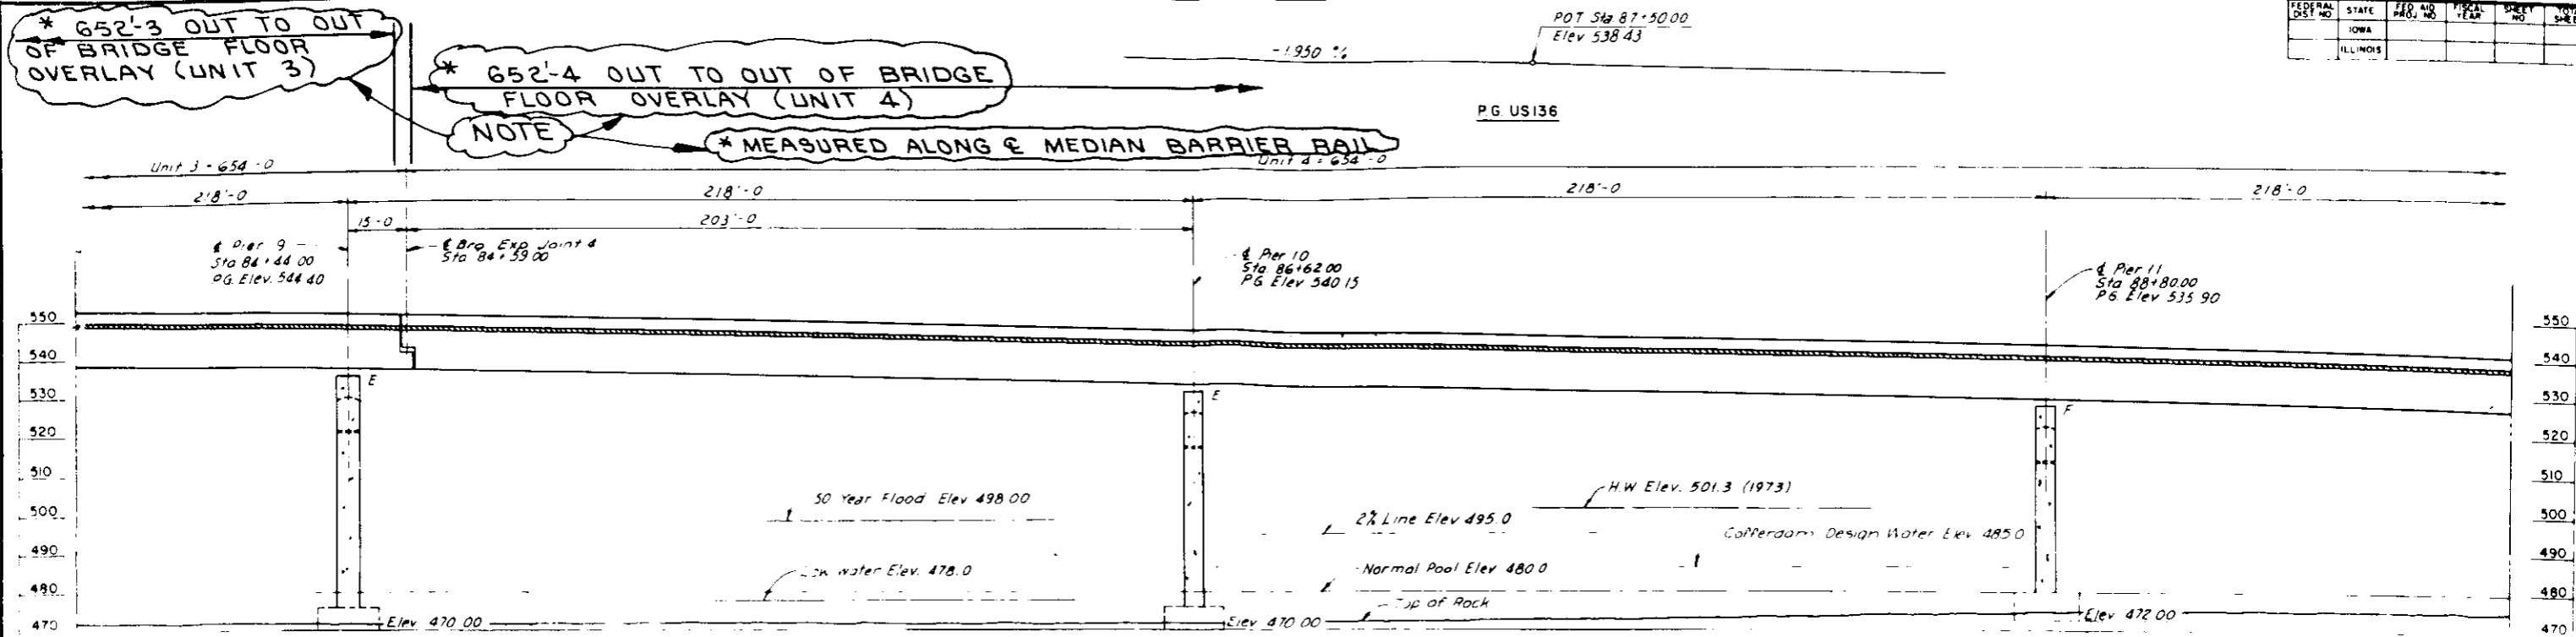 * 652'-3 OUT TO OUT
OF BRIDGE FLOOR
OVERLAY (UNIT 3)
* 652'-4 OUT TO OUT OF BRIDGE
FLOOR OVERLAY (UNIT 4)
NOTE
* MEASURED ALONG ℄ MEDIAN BARRIER RAIL
POT Sta 87+50.00
Elev 538.43
-1.950 %
P.G. US136
FEDERAL DIST NO STATE FED AID PROJ. NO FISCAL YEAR SHEET NO
IOWA
ILLINOIS
Unit 3 = 654'-0
Unit 4 = 654'-0
218'-0 218'-0 218'-0 218'-0
15'-0 203'-0
℄ Pier 9
Sta 84+44.00
P.G. Elev. 544.40
℄ Brg. Exp. Joint 4
Sta 84+59.00
℄ Pier 10
Sta. 86+62.00
P.G. Elev 540.15
℄ Pier 11
Sta 88+80.00
P.G. Elev 535.90
550 550
540 540
530 E E F 530
520 520
510 510
50 Year Flood Elev 498.00
H.W. Elev. 501.3 (1973)
500 500
2% Line Elev 495.0
Cofferdam Design Water Elev 485.0
490 490
Low water Elev. 478.0
Normal Pool Elev 480.0
480 480
Top of Rock
Elev 470.00 Elev 470.00 Elev 472.00
470 470